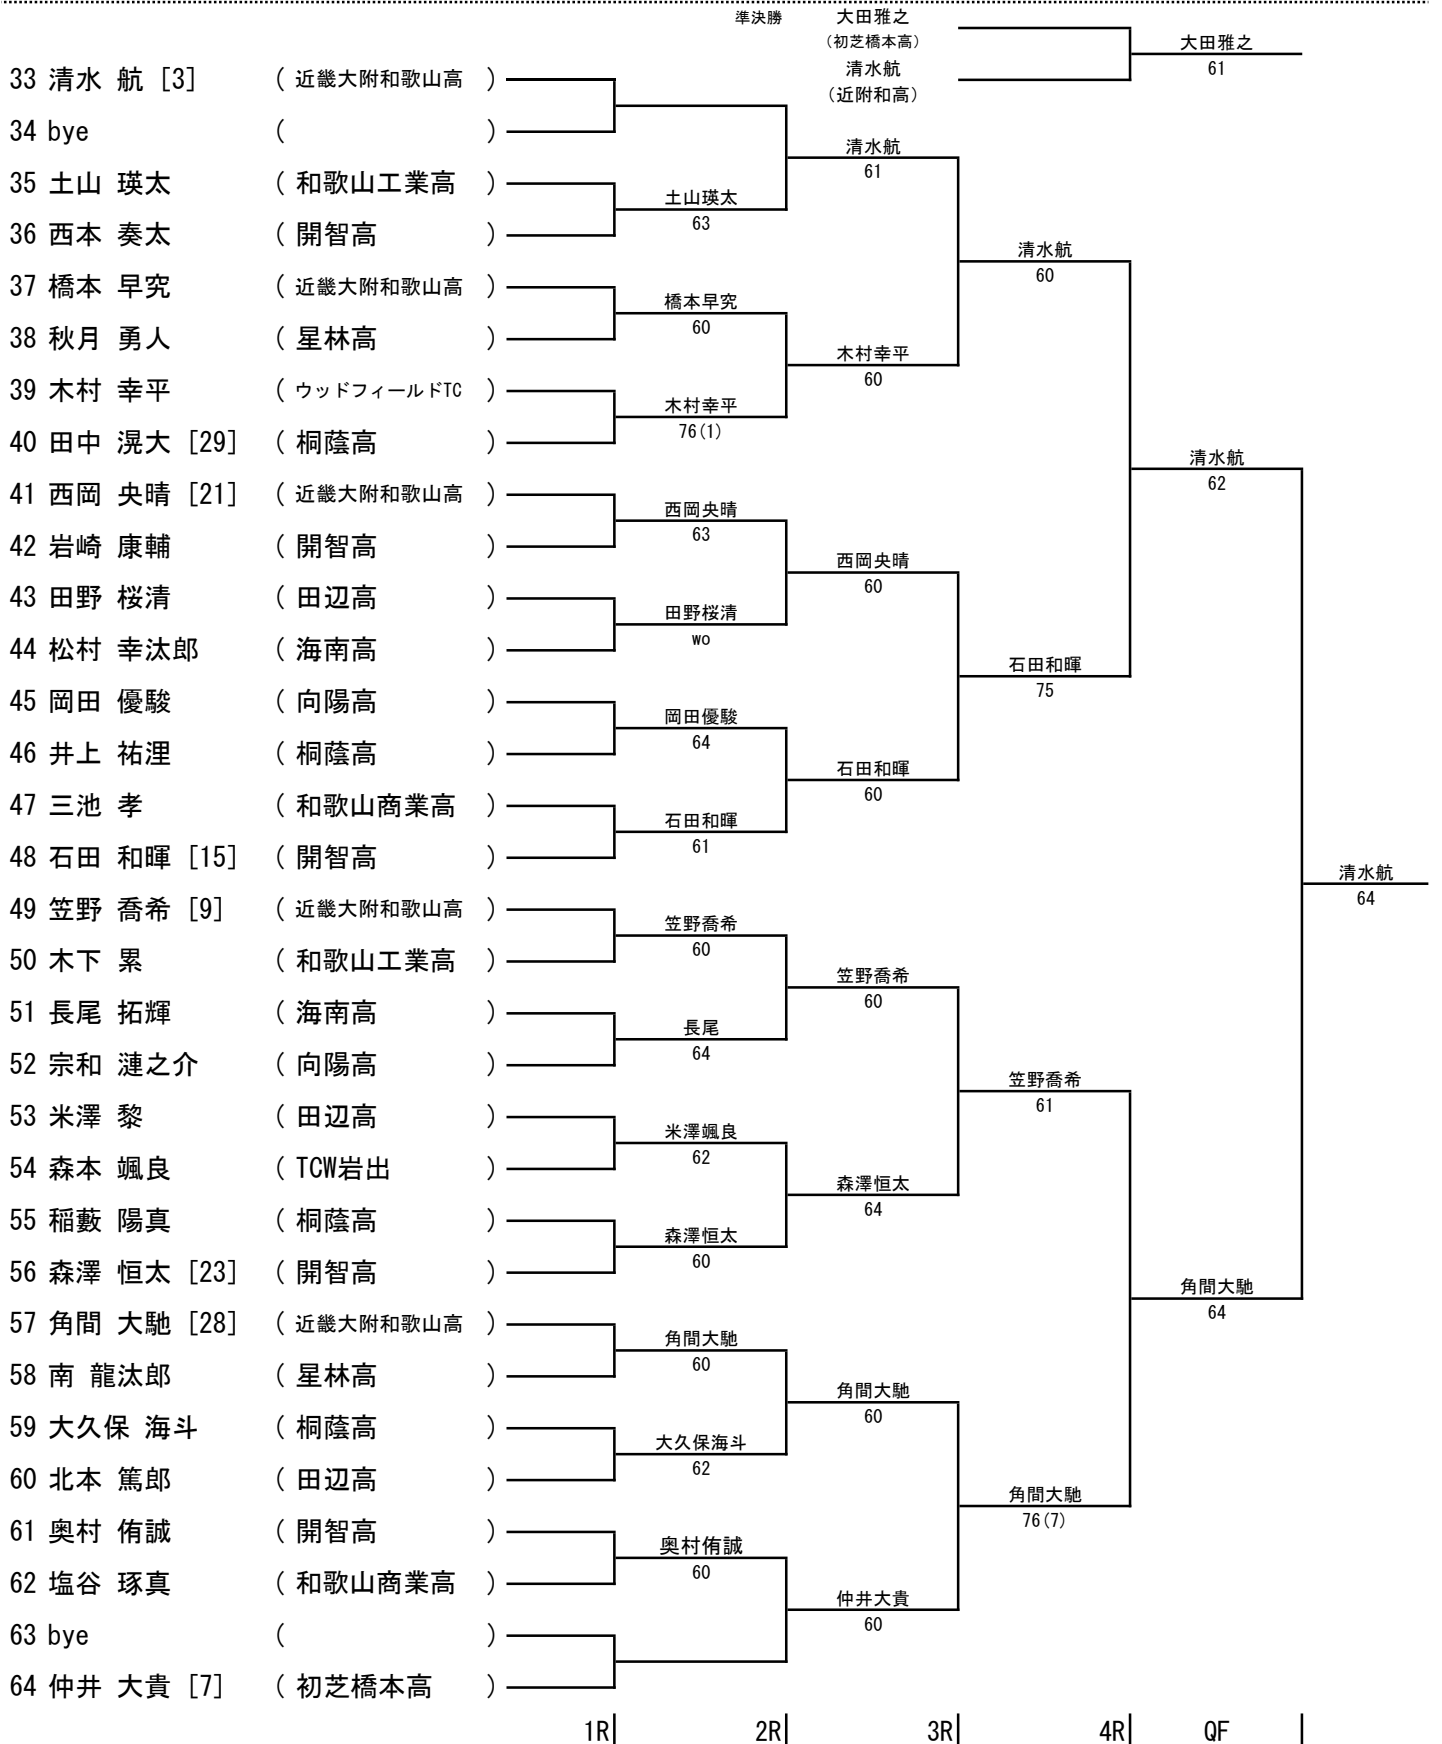 準決勝 大田雅之
(初芝橋本高) 大田雅之
清水航 61
(近附和高)
33 清水 航 [3] ( 近畿大附和歌山高 )
34 bye ( )
清水航
61
35 土山 瑛太 ( 和歌山工業高 )
土山瑛太
63
36 西本 奏太 ( 開智高 )
清水航
60
37 橋本 早究 ( 近畿大附和歌山高 )
橋本早究
60
38 秋月 勇人 ( 星林高 )
木村幸平
60
39 木村 幸平 ( ウッドフィールドTC )
木村幸平
76(1)
40 田中 滉大 [29] ( 桐蔭高 )
清水航
62
41 西岡 央晴 [21] ( 近畿大附和歌山高 )
西岡央晴
63
42 岩崎 康輔 ( 開智高 )
西岡央晴
60
43 田野 桜清 ( 田辺高 )
田野桜清
wo
44 松村 幸汰郎 ( 海南高 )
石田和暉
75
45 岡田 優駿 ( 向陽高 )
岡田優駿
64
46 井上 祐浬 ( 桐蔭高 )
石田和暉
60
47 三池 孝 ( 和歌山商業高 )
石田和暉
61
48 石田 和暉 [15] ( 開智高 )
清水航
64
49 笠野 喬希 [9] ( 近畿大附和歌山高 )
笠野喬希
60
50 木下 累 ( 和歌山工業高 )
笠野喬希
60
51 長尾 拓輝 ( 海南高 )
長尾
64
52 宗和 漣之介 ( 向陽高 )
笠野喬希
61
53 米澤 黎 ( 田辺高 )
米澤颯良
62
54 森本 颯良 ( TCW岩出 )
森澤恒太
64
55 稲藪 陽真 ( 桐蔭高 )
森澤恒太
60
56 森澤 恒太 [23] ( 開智高 )
角間大馳
64
57 角間 大馳 [28] ( 近畿大附和歌山高 )
角間大馳
60
58 南 龍汰郎 ( 星林高 )
角間大馳
60
59 大久保 海斗 ( 桐蔭高 )
大久保海斗
62
60 北本 篤郎 ( 田辺高 )
角間大馳
76(7)
61 奥村 侑誠 ( 開智高 )
奥村侑誠
60
62 塩谷 琢真 ( 和歌山商業高 )
仲井大貴
60
63 bye ( )
64 仲井 大貴 [7] ( 初芝橋本高 )
1R 2R 3R 4R QF